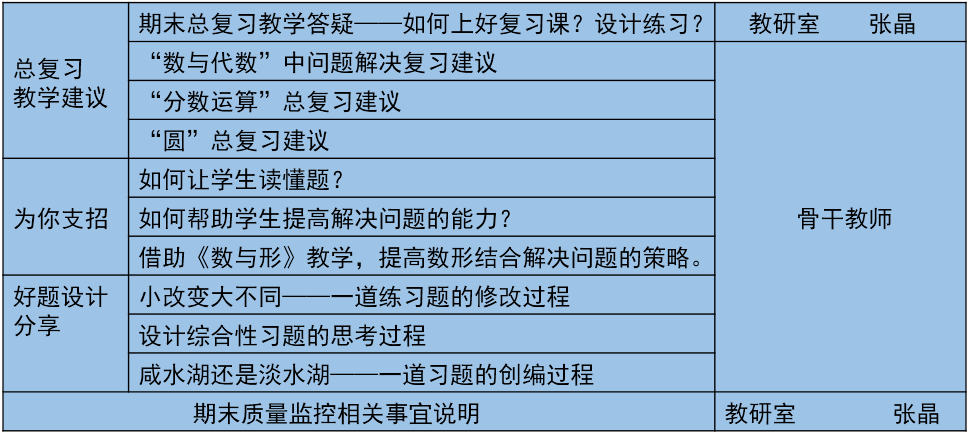 总复习
教学建议
期末总复习教学答疑——如何上好复习课？设计练习？
教研室 张晶
“数与代数”中问题解决复习建议
“分数运算”总复习建议
“圆”总复习建议
骨干教师
为你支招
如何让学生读懂题？
如何帮助学生提高解决问题的能力？
借助《数与形》教学，提高数形结合解决问题的策略。
好题设计
分享
小改变大不同——一道练习题的修改过程
设计综合性习题的思考过程
咸水湖还是淡水湖——一道习题的创编过程
期末质量监控相关事宜说明
教研室 张晶